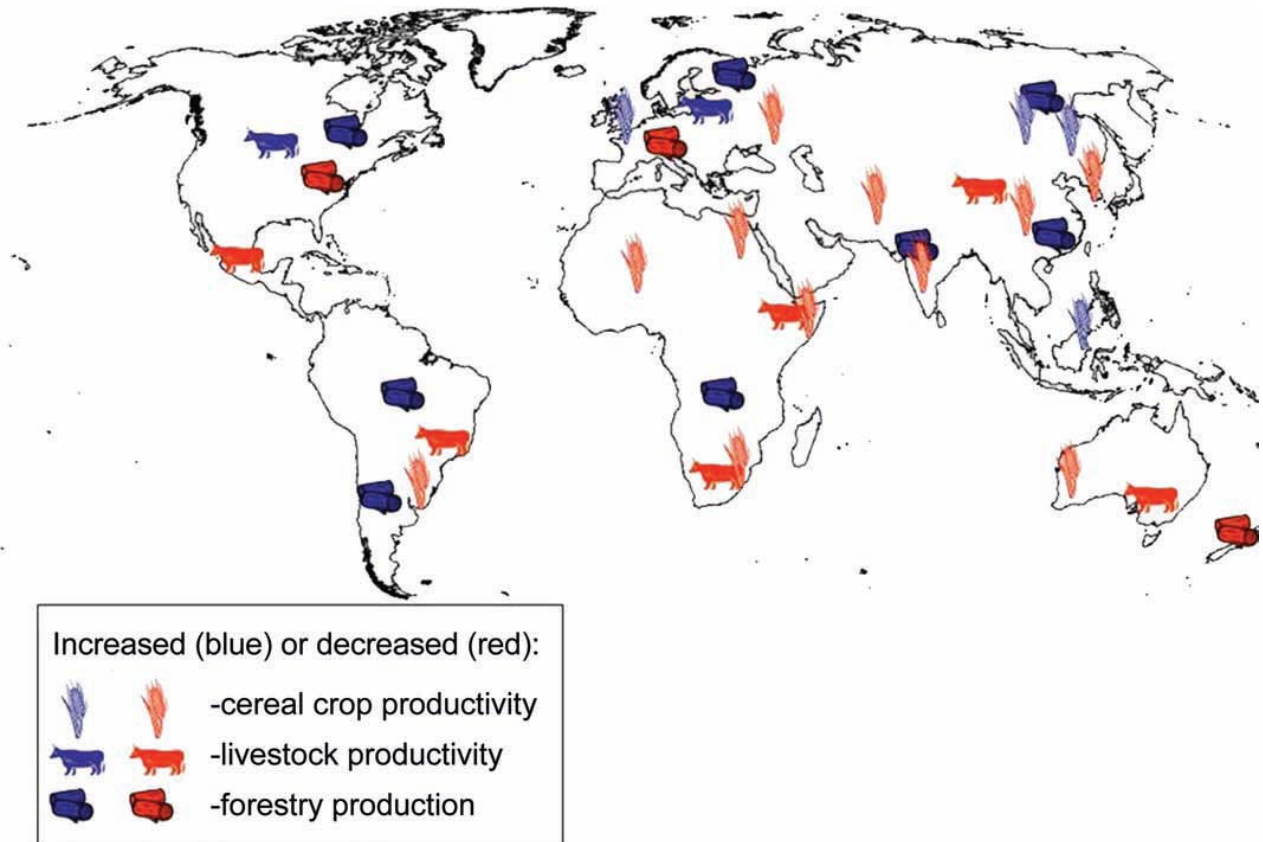 Increased (blue) or decreased (red):
-cereal crop productivity
-livestock productivity
-forestry production